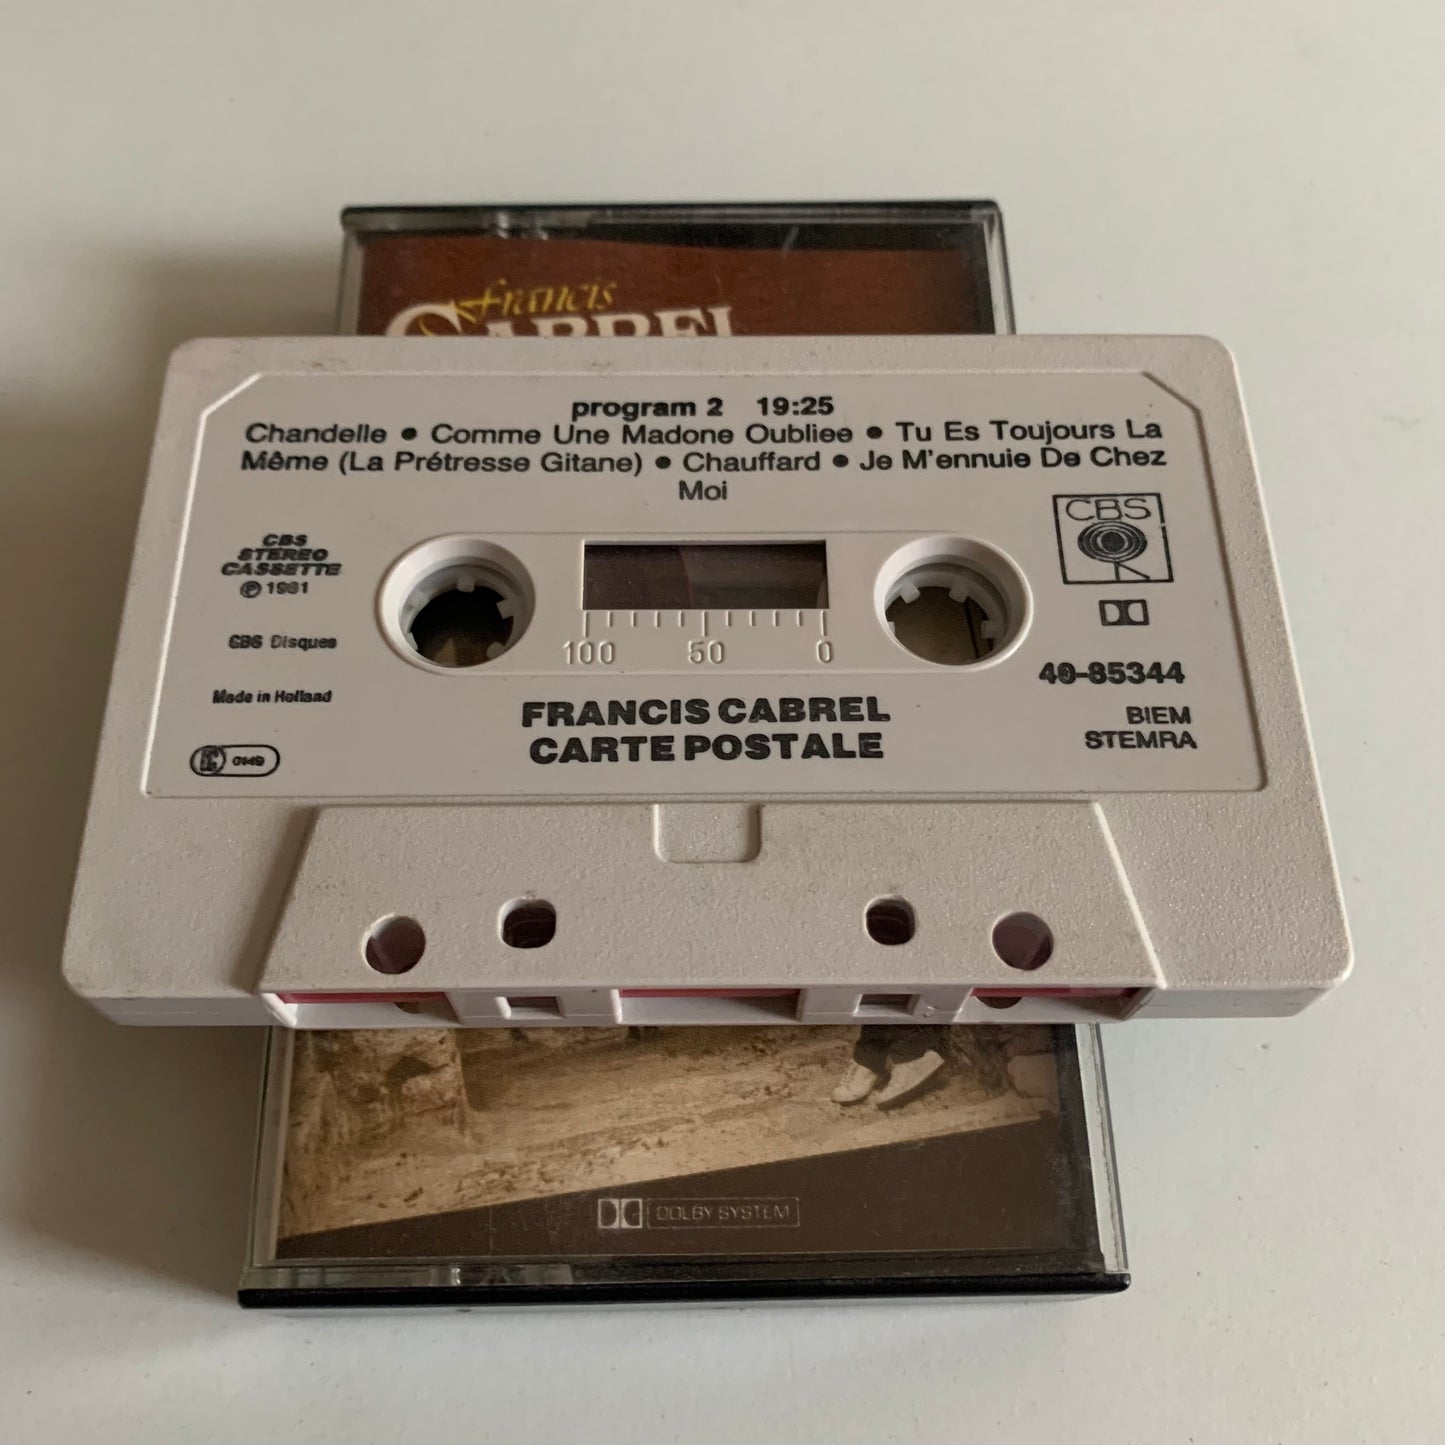 Francis
CABREL
program 2 19:25
Chandelle • Comme Une Madone Oubliee • Tu Es Toujours La
Même (La Prétresse Gitane) • Chauffard • Je M'ennuie De Chez
Moi
CBS
STEREO
CASSETTE
℗ 1981
CBS Disques
Made in Holland
CBS
100 50 0
40-85344
FRANCIS CABREL
CARTE POSTALE
BIEM
STEMRA
DOLBY SYSTEM